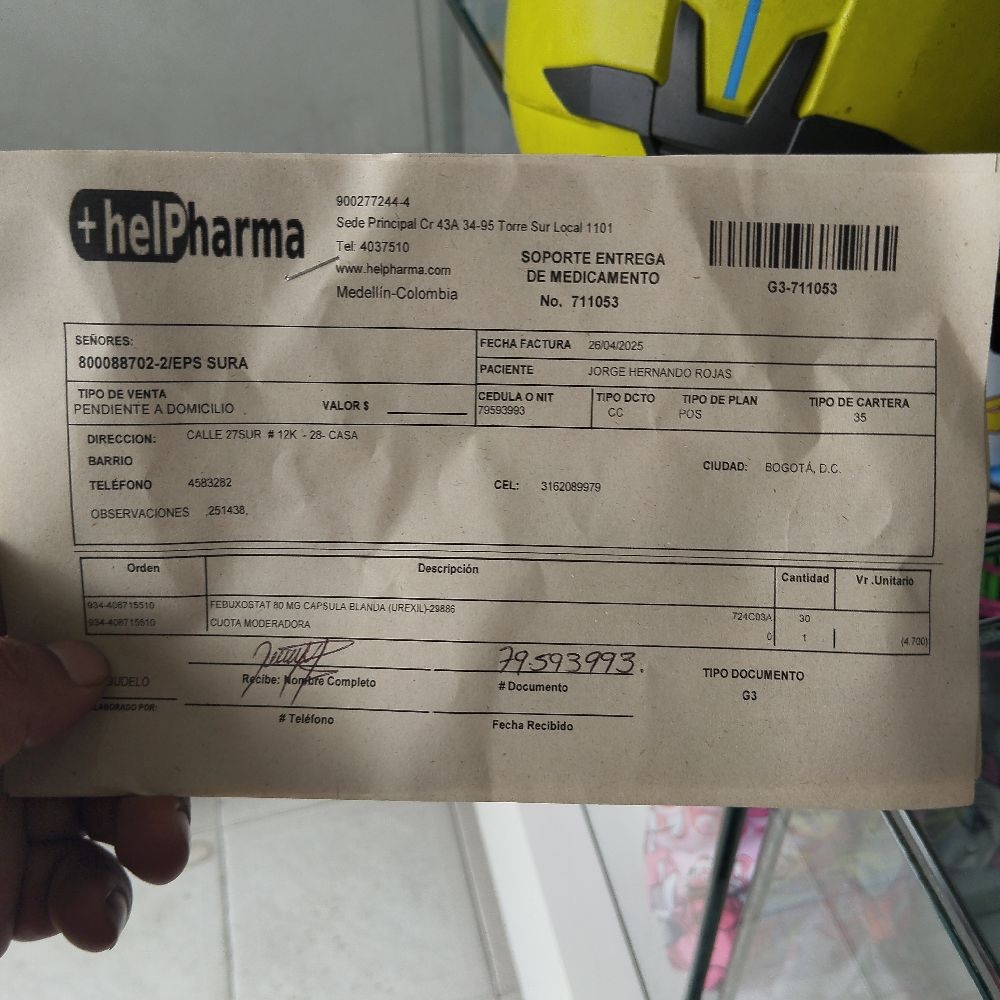 +helPharma
900277244-4
Sede Principal Cr 43A 34-95 Torre Sur Local 1101
Tel: 4037510
www.helpharma.com
Medellín-Colombia
SOPORTE ENTREGA
DE MEDICAMENTO
No. 711053
G3-711053
SEÑORES:
800088702-2/EPS SURA
FECHA FACTURA 26/04/2025
PACIENTE JORGE HERNANDO ROJAS
TIPO DE VENTA
PENDIENTE A DOMICILIO
VALOR $
CEDULA O NIT
79593993
TIPO DCTO
CC
TIPO DE PLAN
POS
TIPO DE CARTERA
35
DIRECCION: CALLE 27SUR # 12K - 28- CASA
BARRIO
CIUDAD: BOGOTÁ, D.C.
TELÉFONO 4583282
CEL: 3162089979
OBSERVACIONES ,251438,
Orden Descripción Cantidad Vr .Unitario
934-408715510 FEBUXOSTAT 80 MG CAPSULA BLANDA (UREXIL)-29886 724C03A 30
934-408715510 CUOTA MODERADORA 0 1 (4.700)
79.593993.
Recibe: Nombre Completo
# Documento
TIPO DOCUMENTO
G3
# Teléfono
Fecha Recibido